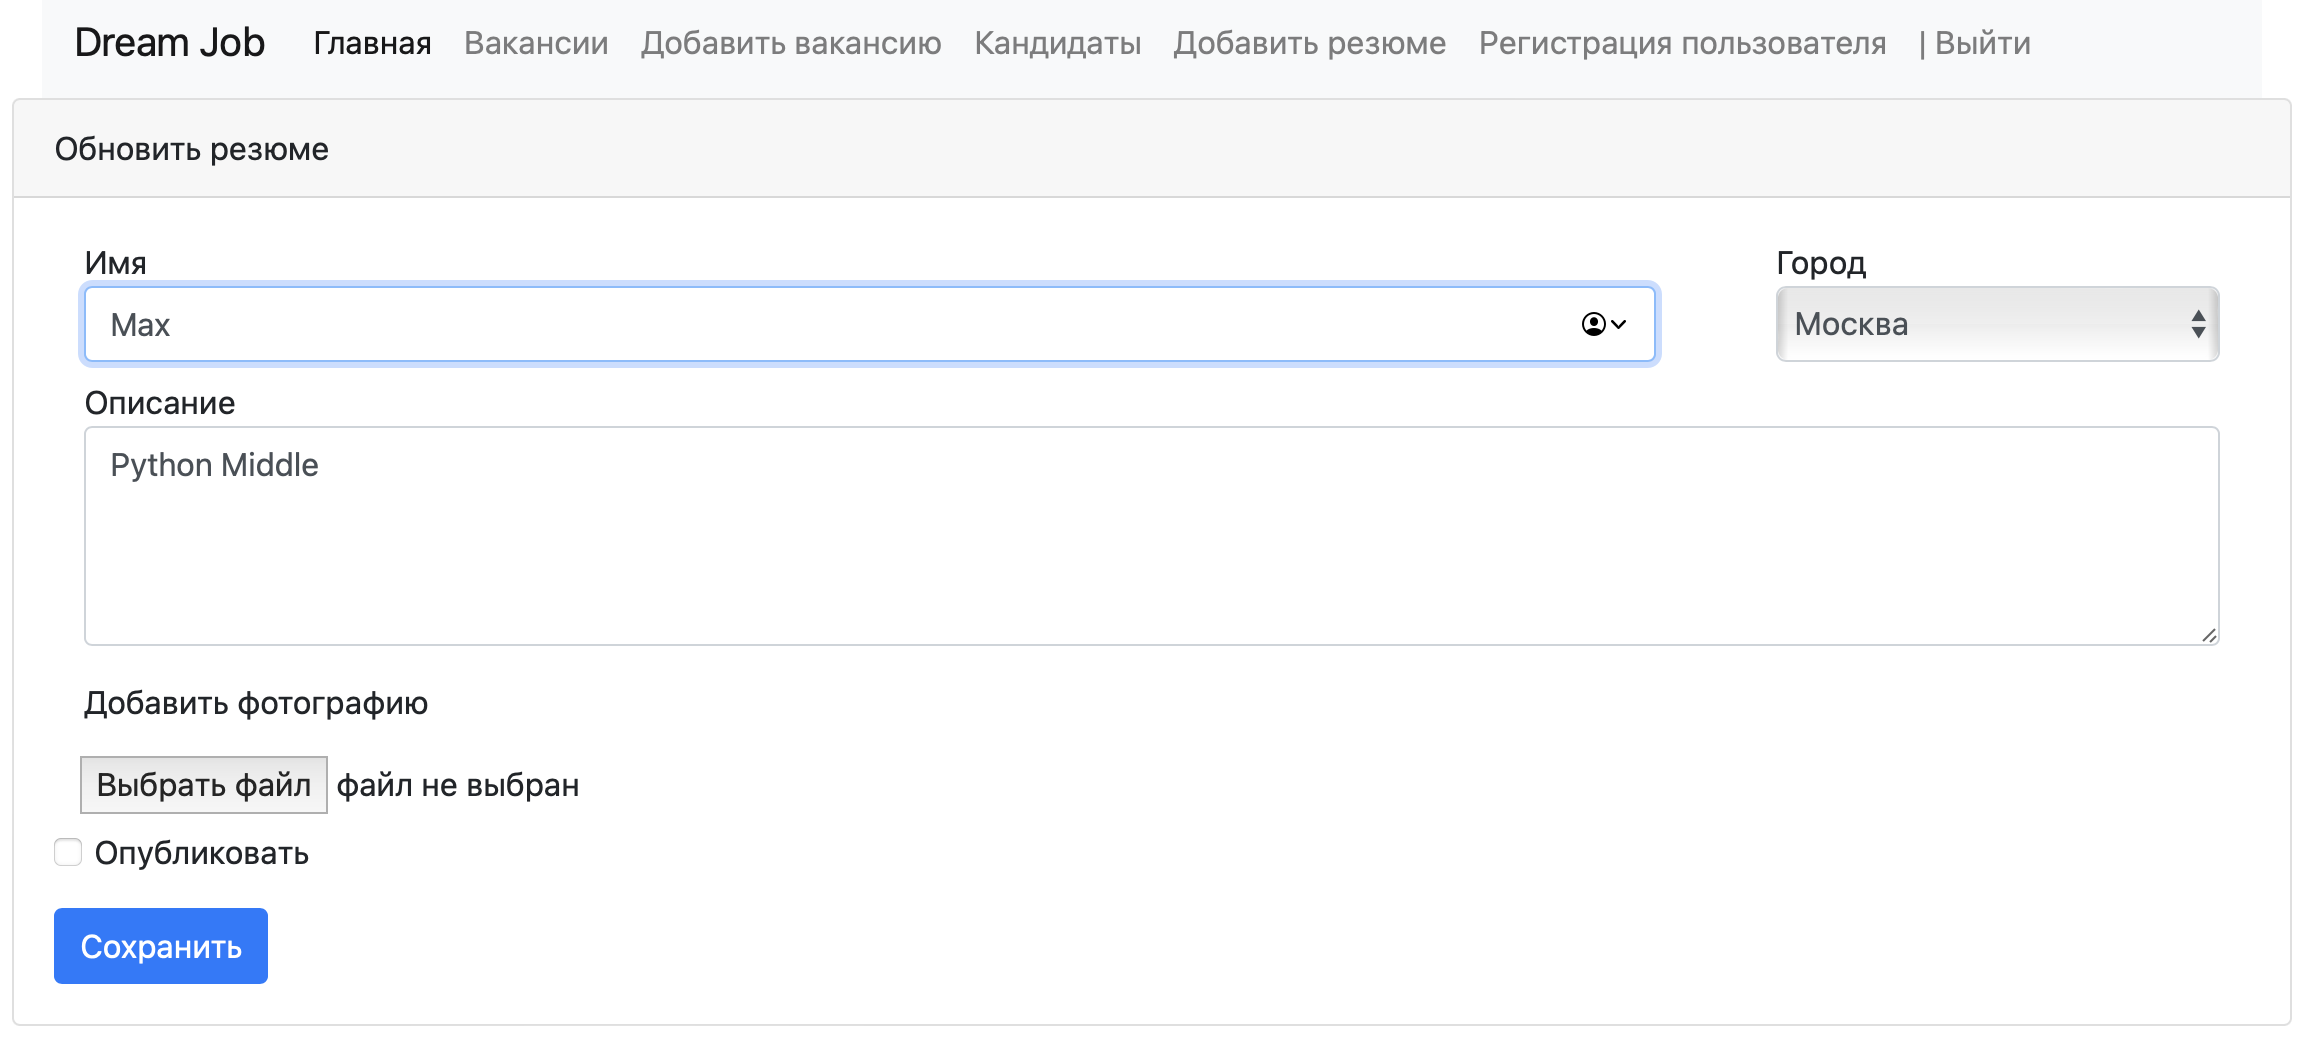 Dream Job Главная Вакансии Добавить вакансию Кандидаты Добавить резюме Регистрация пользователя | Выйти
Обновить резюме
Имя Город
Max Москва
Описание
Python Middle
Добавить фотографию
Выбрать файл файл не выбран
Опубликовать
Сохранить